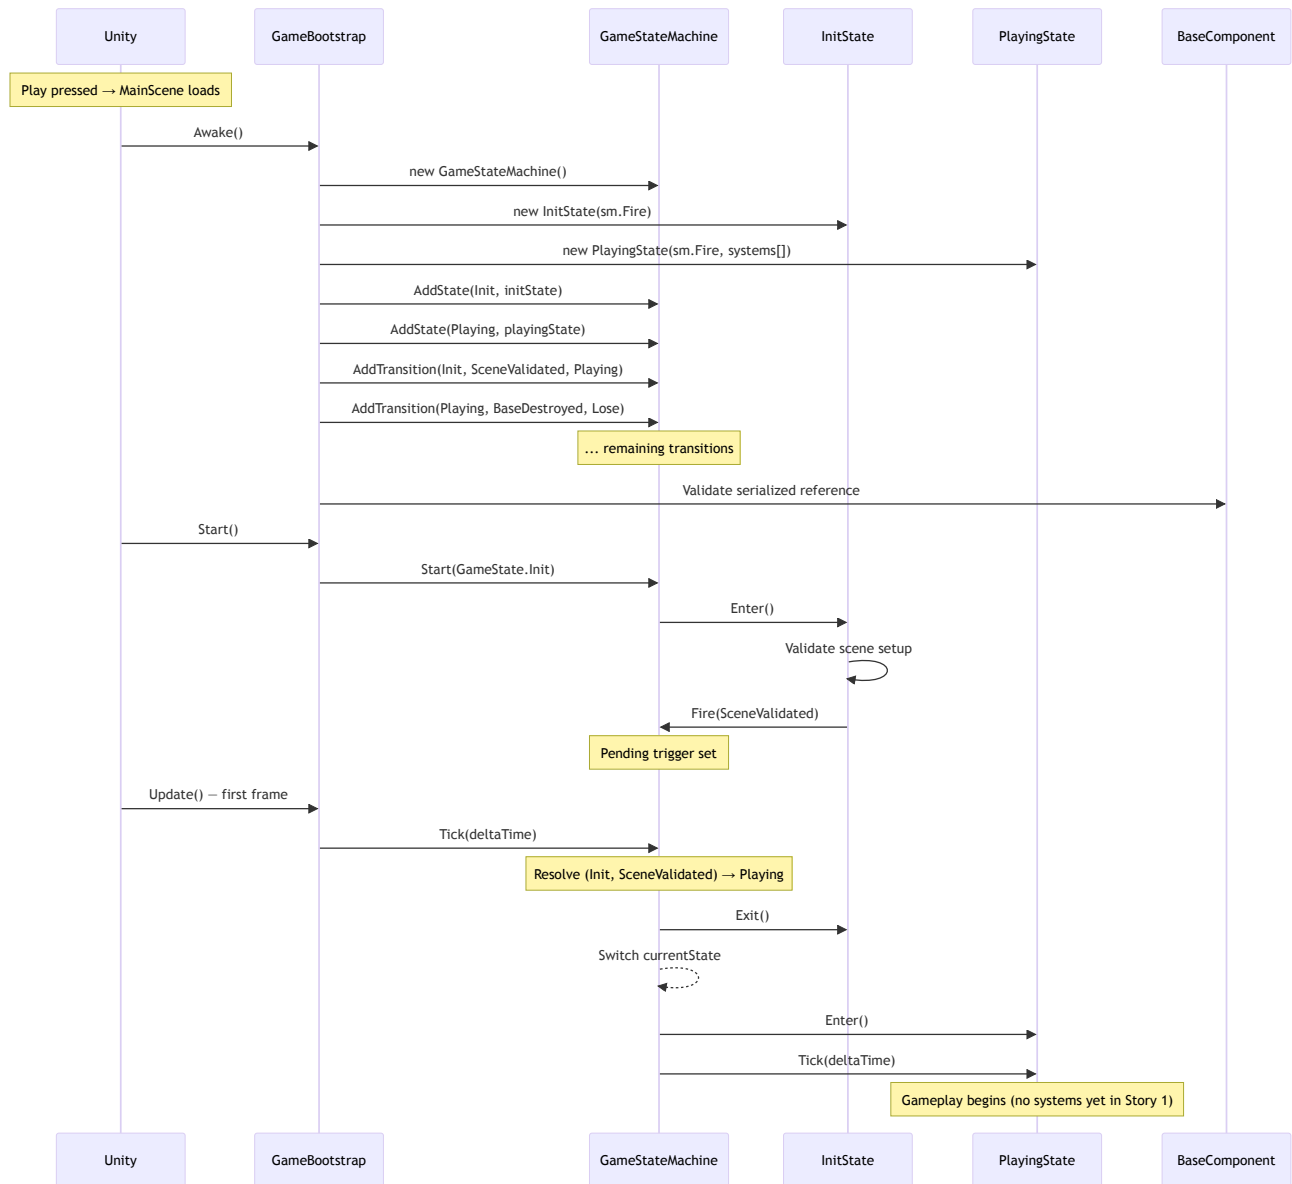 Unity
GameBootstrap
GameStateMachine
InitState
PlayingState
BaseComponent
Play pressed → MainScene loads
Awake()
new GameStateMachine()
new InitState(sm.Fire)
new PlayingState(sm.Fire, systems[])
AddState(Init, initState)
AddState(Playing, playingState)
AddTransition(Init, SceneValidated, Playing)
AddTransition(Playing, BaseDestroyed, Lose)
... remaining transitions
Validate serialized reference
Start()
Start(GameState.Init)
Enter()
Validate scene setup
Fire(SceneValidated)
Pending trigger set
Update() — first frame
Tick(deltaTime)
Resolve (Init, SceneValidated) → Playing
Exit()
Switch currentState
Enter()
Tick(deltaTime)
Gameplay begins (no systems yet in Story 1)
Unity
GameBootstrap
GameStateMachine
InitState
PlayingState
BaseComponent